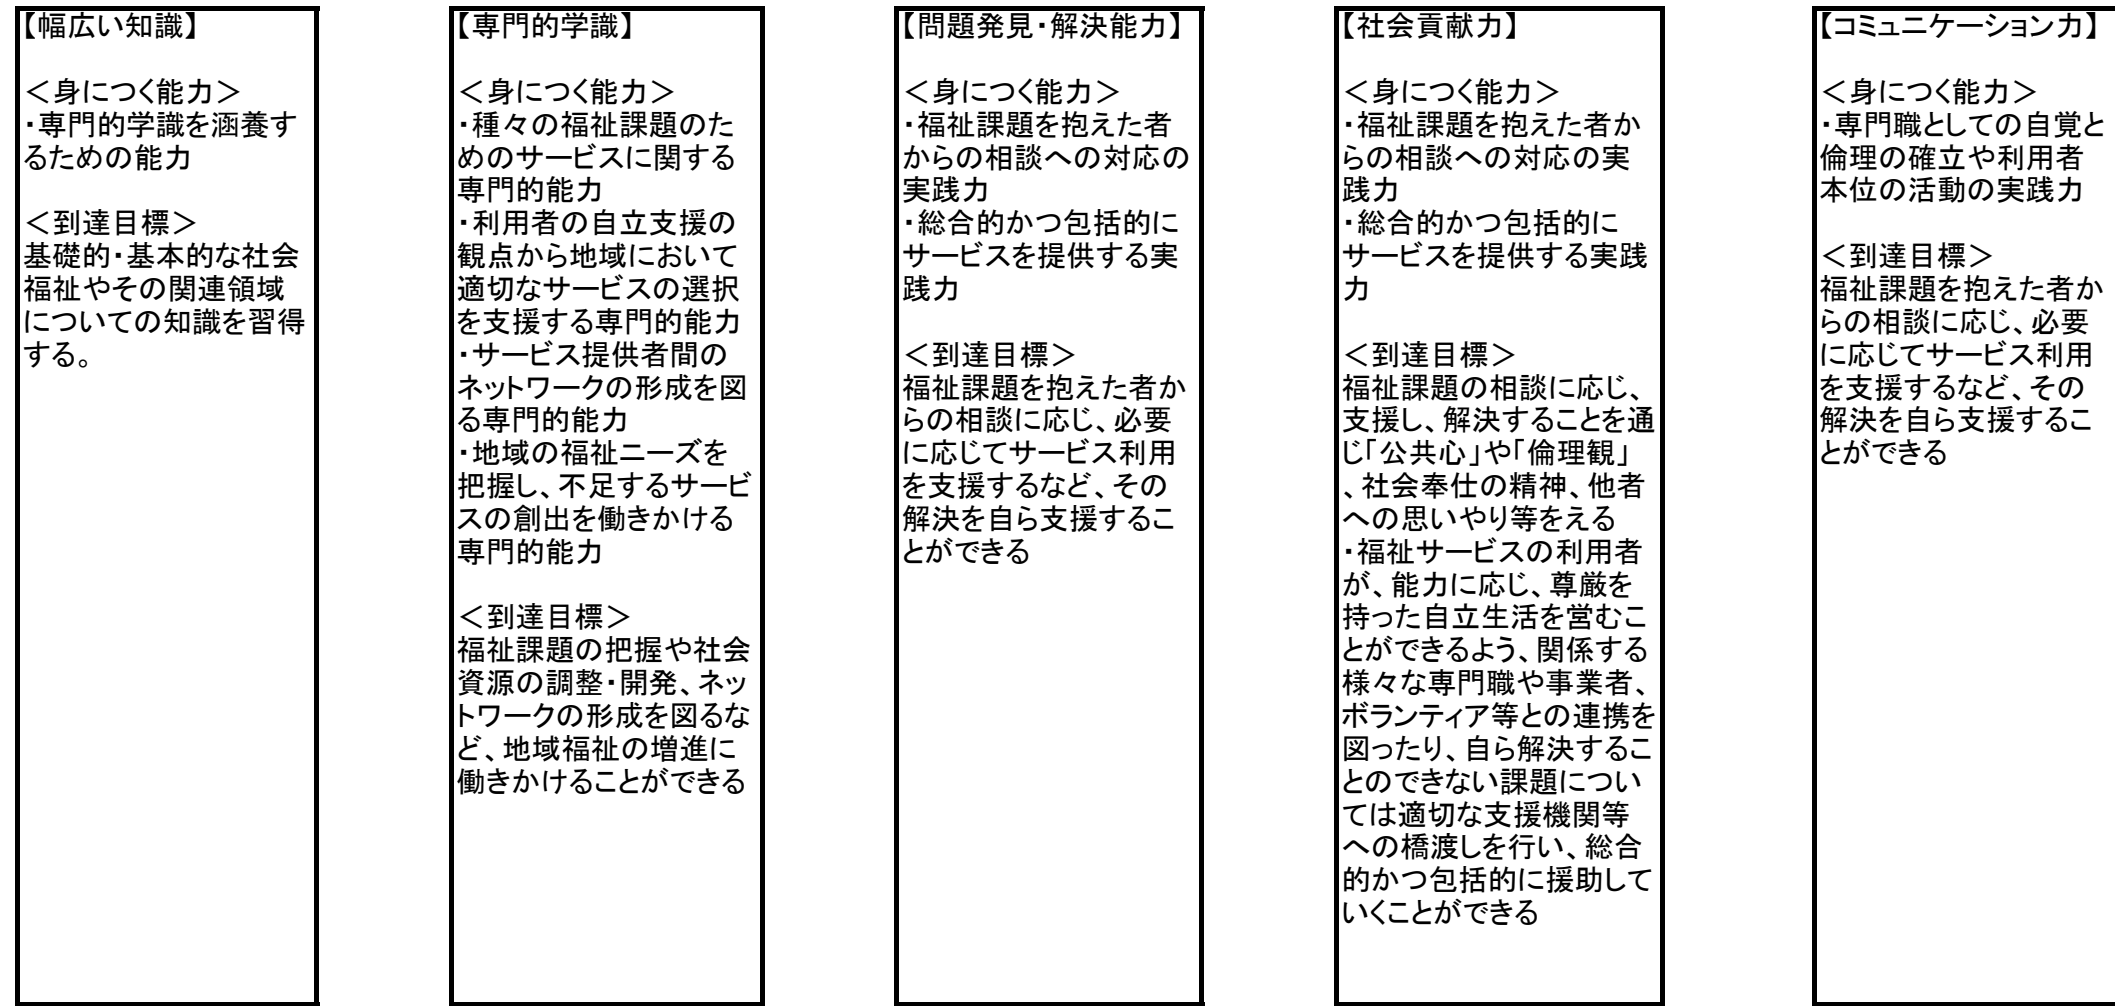 【幅広い知識】
＜身につく能力＞
・専門的学識を涵養す
るための能力
＜到達目標＞
基礎的・基本的な社会
福祉やその関連領域
についての知識を習得
する。
【専門的学識】
＜身につく能力＞
・種々の福祉課題のた
めのサービスに関する
専門的能力
・利用者の自立支援の
観点から地域において
適切なサービスの選択
を支援する専門的能力
・サービス提供者間の
ネットワークの形成を図
る専門的能力
・地域の福祉ニーズを
把握し、不足するサービ
スの創出を働きかける
専門的能力
＜到達目標＞
福祉課題の把握や社会
資源の調整・開発、ネッ
トワークの形成を図るな
ど、地域福祉の増進に
働きかけることができる
【問題発見・解決能力】
＜身につく能力＞
・福祉課題を抱えた者
からの相談への対応の
実践力
・総合的かつ包括的に
サービスを提供する実
践力
＜到達目標＞
福祉課題を抱えた者か
らの相談に応じ、必要
に応じてサービス利用
を支援するなど、その
解決を自ら支援するこ
とができる
【社会貢献力】
＜身につく能力＞
・福祉課題を抱えた者か
らの相談への対応の実
践力
・総合的かつ包括的に
サービスを提供する実践
力
＜到達目標＞
福祉課題の相談に応じ、
支援し、解決することを通
じ「公共心」や「倫理観」
、社会奉仕の精神、他者
への思いやり等をえる
・福祉サービスの利用者
が、能力に応じ、尊厳を
持った自立生活を営むこ
とができるよう、関係する
様々な専門職や事業者、
ボランティア等との連携を
図ったり、自ら解決するこ
とのできない課題につい
ては適切な支援機関等
への橋渡しを行い、総合
的かつ包括的に援助して
いくことができる
【コミュニケーション力】
＜身につく能力＞
・専門職としての自覚と
倫理の確立や利用者
本位の活動の実践力
＜到達目標＞
福祉課題を抱えた者か
らの相談に応じ、必要
に応じてサービス利用
を支援するなど、その
解決を自ら支援するこ
とができる